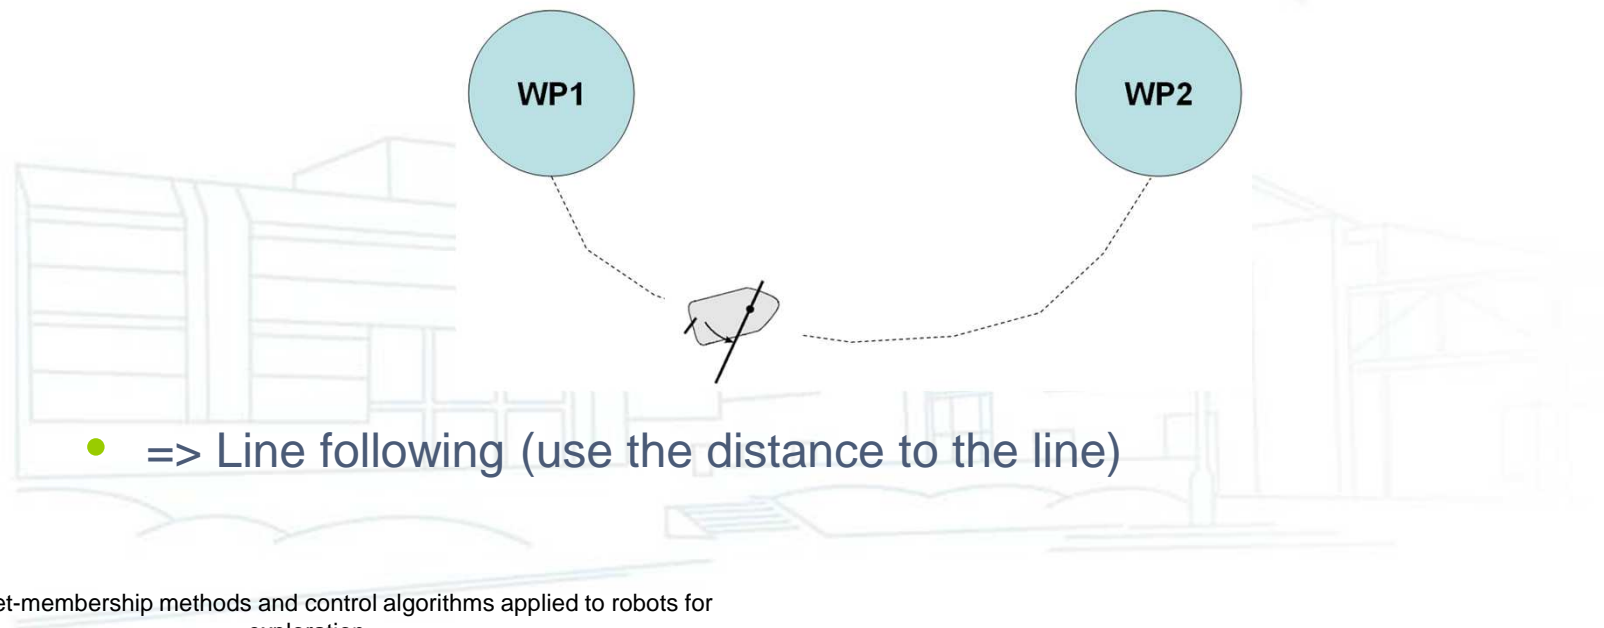 WP1
WP2
=> Line following (use the distance to the line)
et-membership methods and control algorithms applied to robots for
exploration